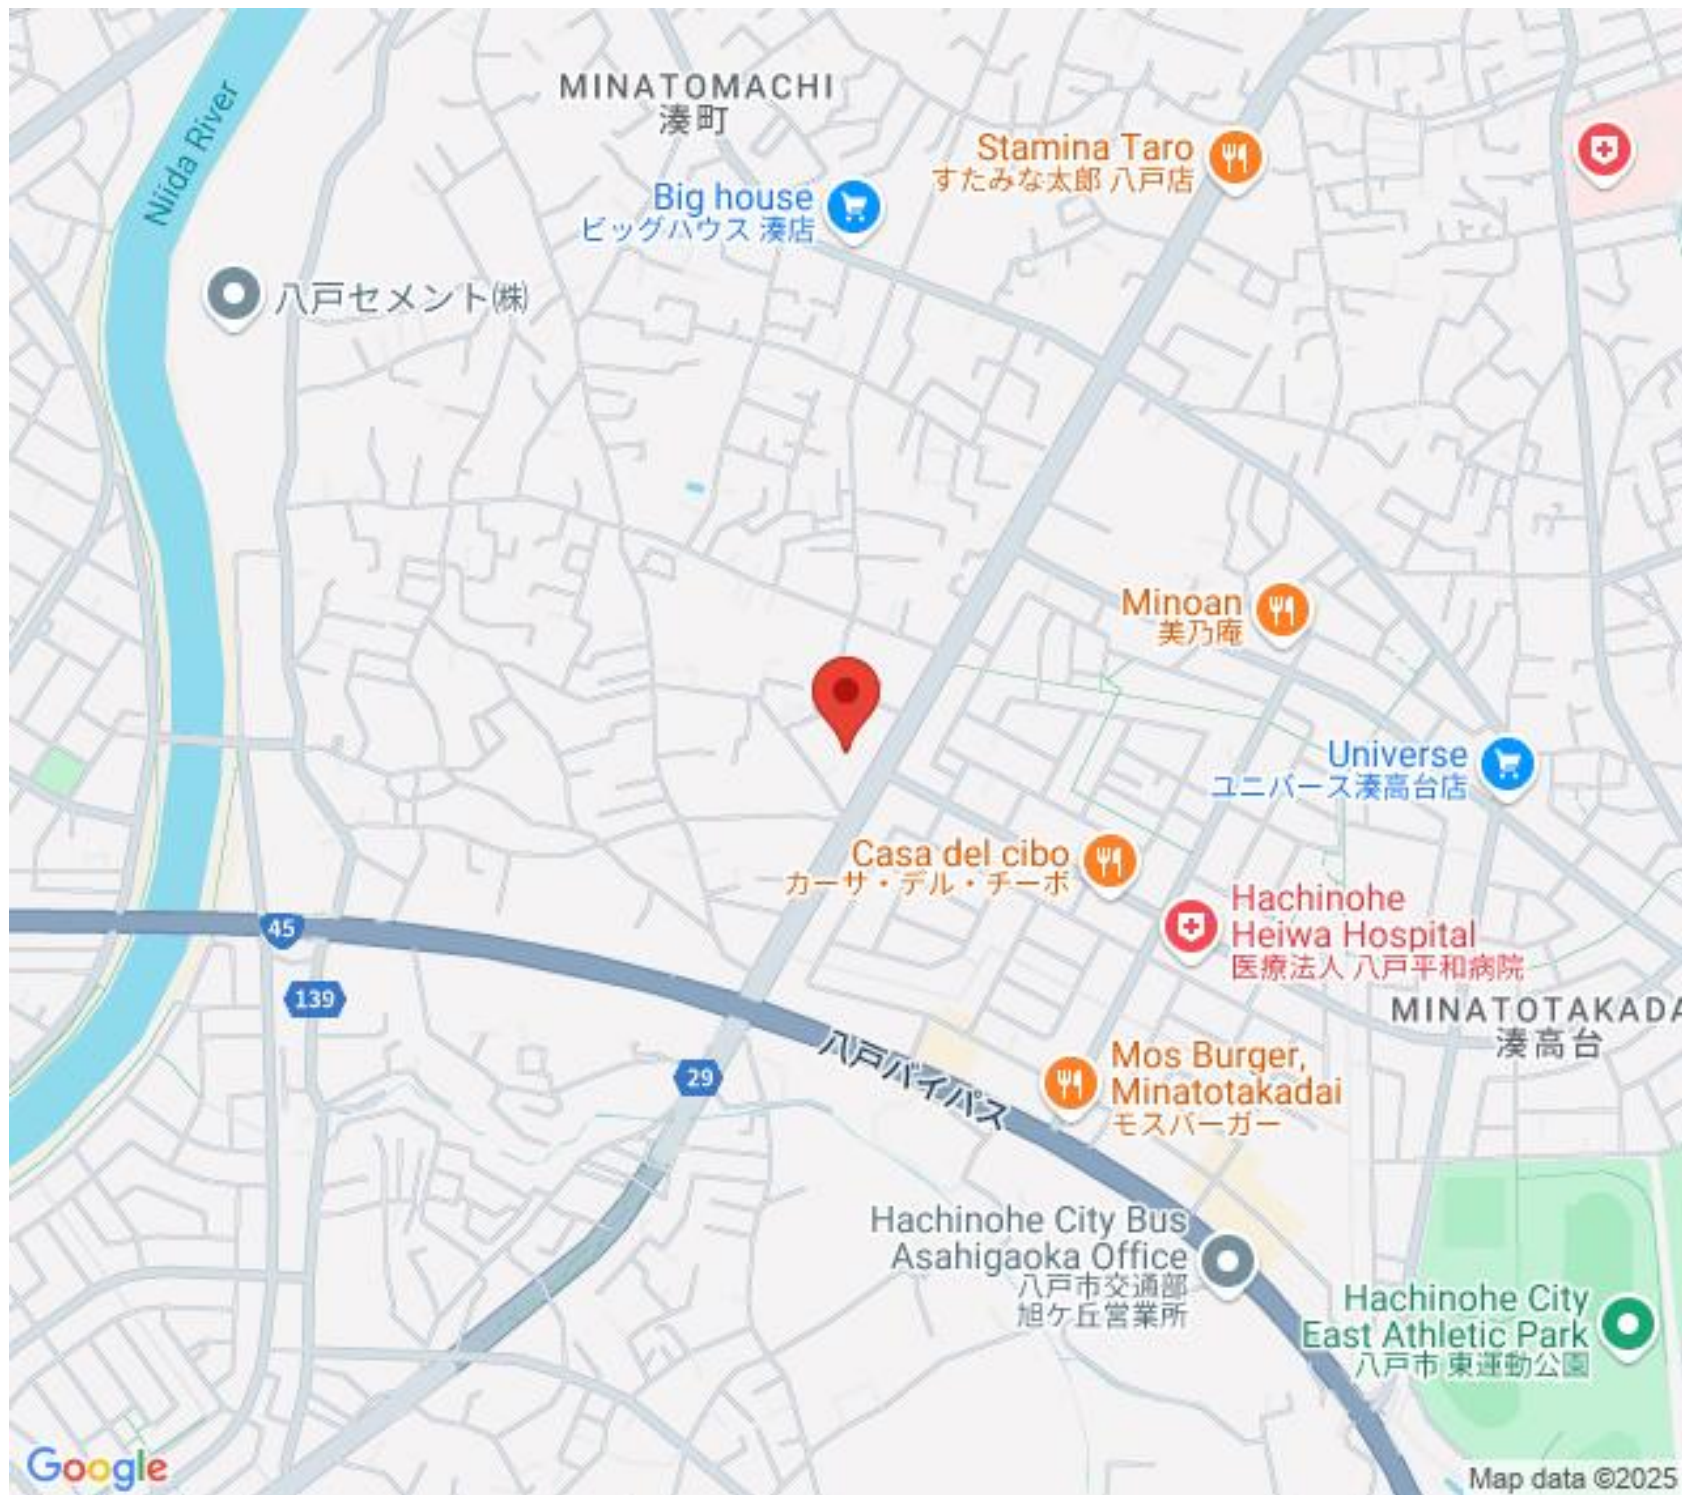 MINATOMACHI
湊町
Niida River
Stamina Taro
すたみな太郎 八戸店
Big house
ビッグハウス 湊店
八戸セメント㈱
Minoan
美乃庵
Universe
ユニバース湊高台店
Casa del cibo
カーサ・デル・チーボ
Hachinohe
Heiwa Hospital
医療法人 八戸平和病院
45
139
MINATOTAKADA
湊高台
八戸バイパス
29
Mos Burger,
Minatotakadai
モスバーガー
Hachinohe City Bus
Asahigaoka Office
八戸市交通部
旭ケ丘営業所
Hachinohe City
East Athletic Park
八戸市 東運動公園
Google
Map data ©2025